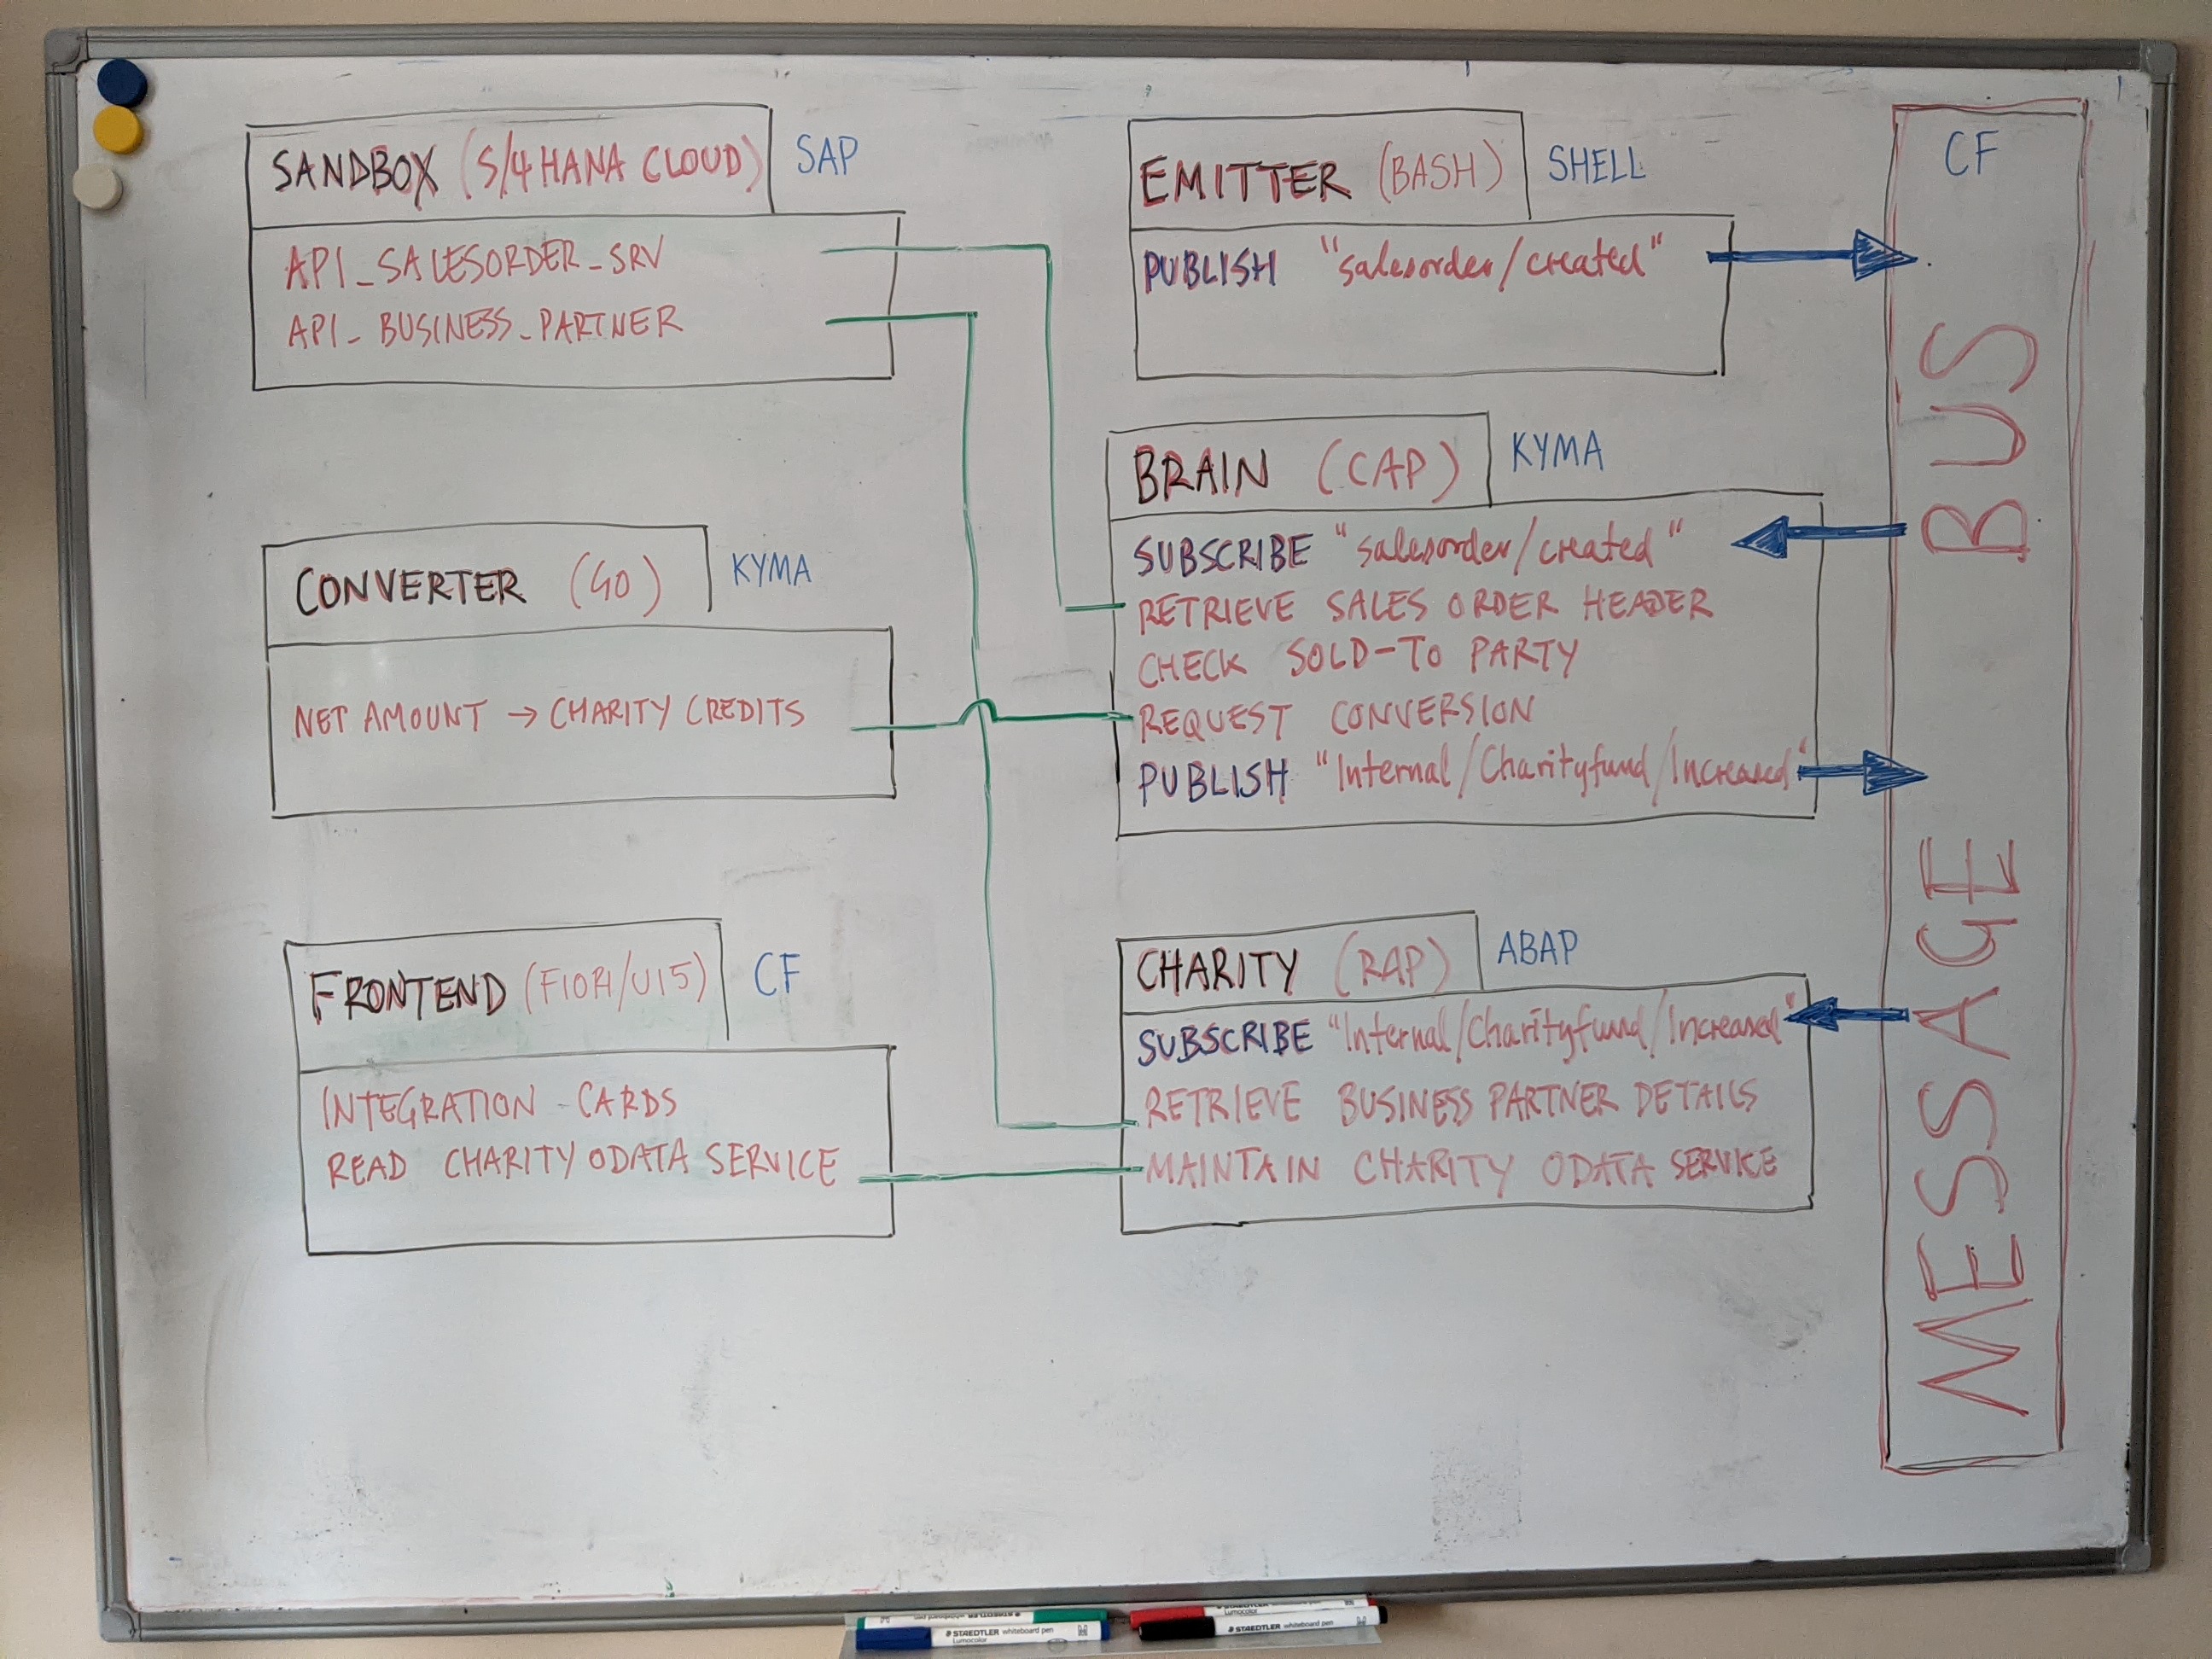 SANDBOX (S/4HANA CLOUD) SAP
API_SALESORDER_SRV
API_BUSINESS_PARTNER
EMITTER (BASH) SHELL
PUBLISH "salesorder/created"
CONVERTER (GO) KYMA
NET AMOUNT → CHARITY CREDITS
BRAIN (CAP) KYMA
SUBSCRIBE "salesorder/created"
RETRIEVE SALES ORDER HEADER
CHECK SOLD-TO PARTY
REQUEST CONVERSION
PUBLISH "Internal/Charityfund/Increased"
FRONTEND (FIORI/UI5) CF
INTEGRATION CARDS
READ CHARITY ODATA SERVICE
CHARITY (RAP) ABAP
SUBSCRIBE "Internal/Charityfund/Increased"
RETRIEVE BUSINESS PARTNER DETAILS
MAINTAIN CHARITY ODATA SERVICE
CF
MESSAGE BUS
STAEDTLER whiteboard pen
STAEDTLER whiteboard pen
Lumocolor
Lumocolor
STAEDTLER whiteboard pen